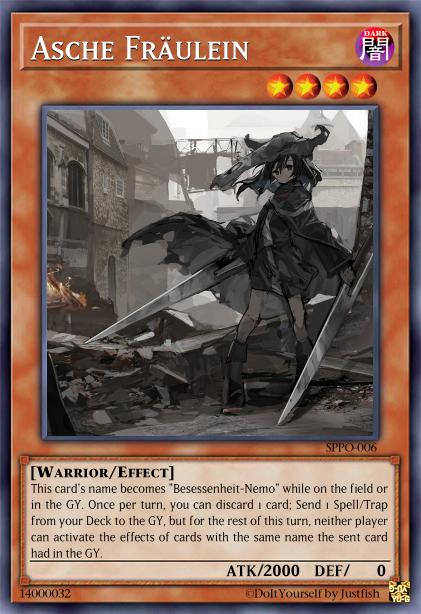 ASCHE FRÄULEIN
DARK
闇
SPPO-006
[WARRIOR/EFFECT]
This card's name becomes "Besessenheit-Nemo" while on the field or
in the GY. Once per turn, you can discard 1 card; Send 1 Spell/Trap
from your Deck to the GY, but for the rest of this turn, neither player
can activate the effects of cards with the same name the sent card
had in the GY.
ATK/2000 DEF/ 0
14000032 ©DoItYourself by Justfish